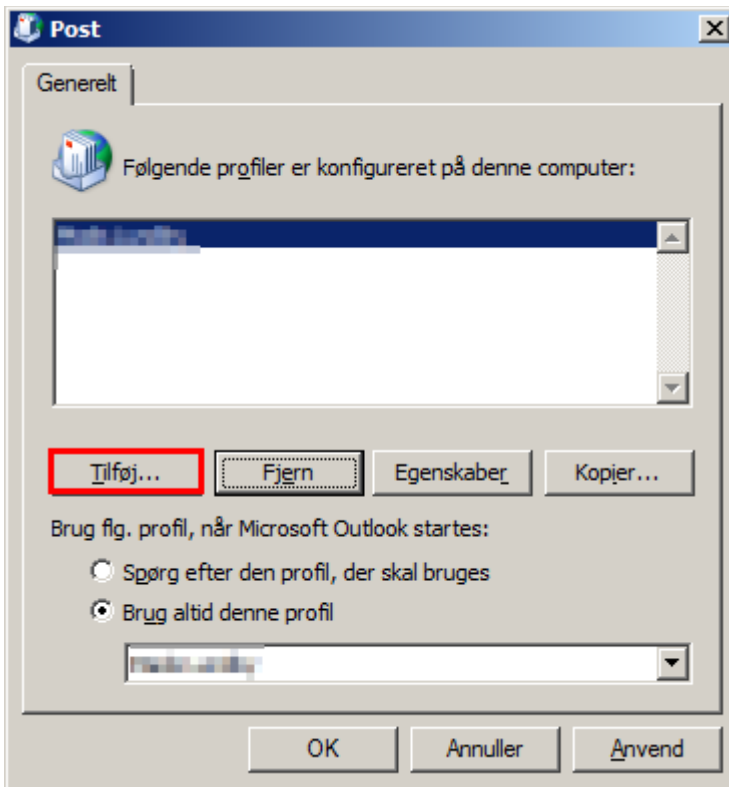 Post
Generelt
Følgende profiler er konfigureret på denne computer:
Tilføj... Fjern Egenskaber Kopier...
Brug flg. profil, når Microsoft Outlook startes:
Spørg efter den profil, der skal bruges
Brug altid denne profil
OK Annuller Anvend